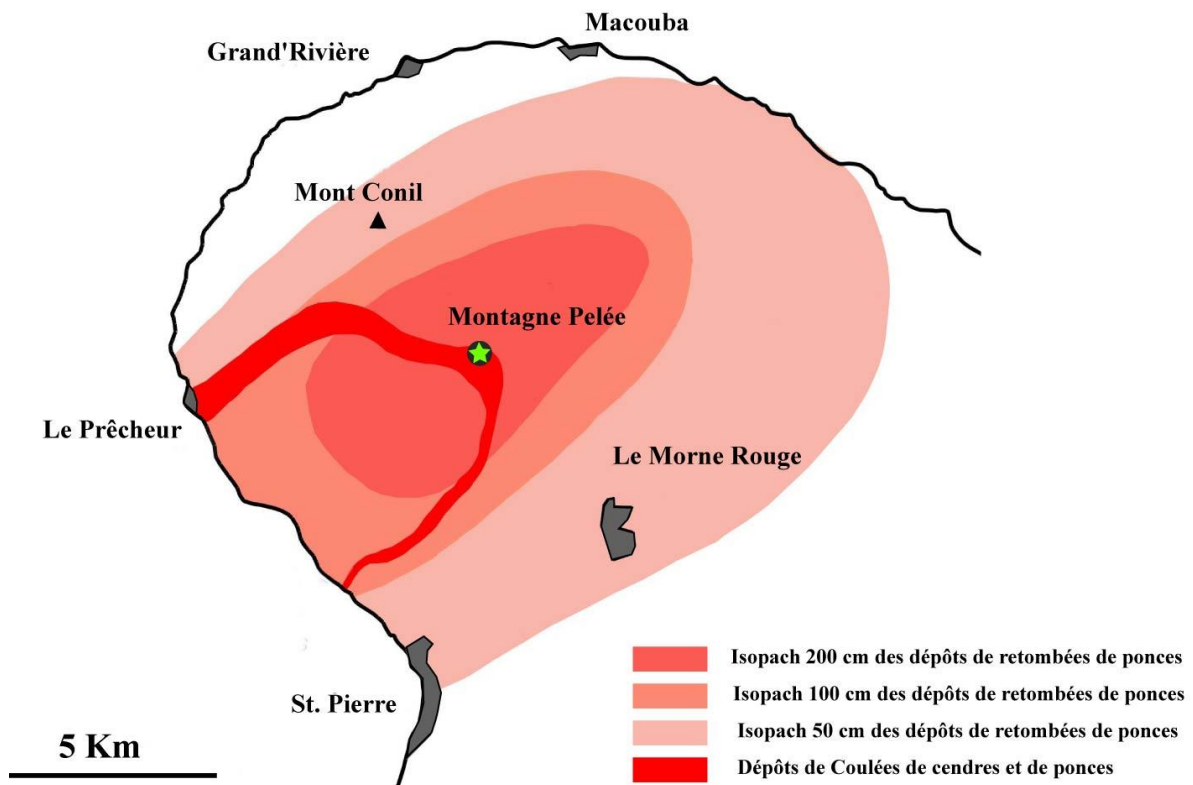 Macouba
Grand'Rivière
Mont Conil
Montagne Pelée
Le Prêcheur
Le Morne Rouge
St. Pierre
5 Km
Isopach 200 cm des dépôts de retombées de ponces
Isopach 100 cm des dépôts de retombées de ponces
Isopach 50 cm des dépôts de retombées de ponces
Dépôts de Coulées de cendres et de ponces